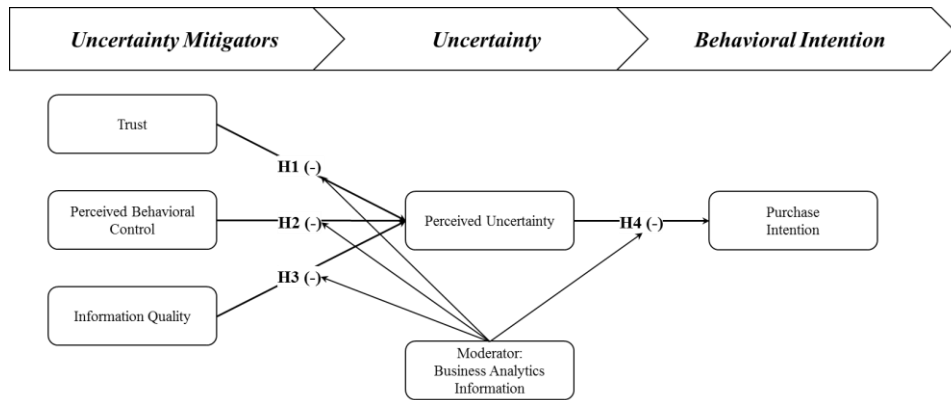 Uncertainty Mitigators
Uncertainty
Behavioral Intention
Trust
H1 (-)
Perceived Behavioral
Control
H2 (-)
Perceived Uncertainty
H4 (-)
Purchase
Intention
H3 (-)
Information Quality
Moderator:
Business Analytics
Information